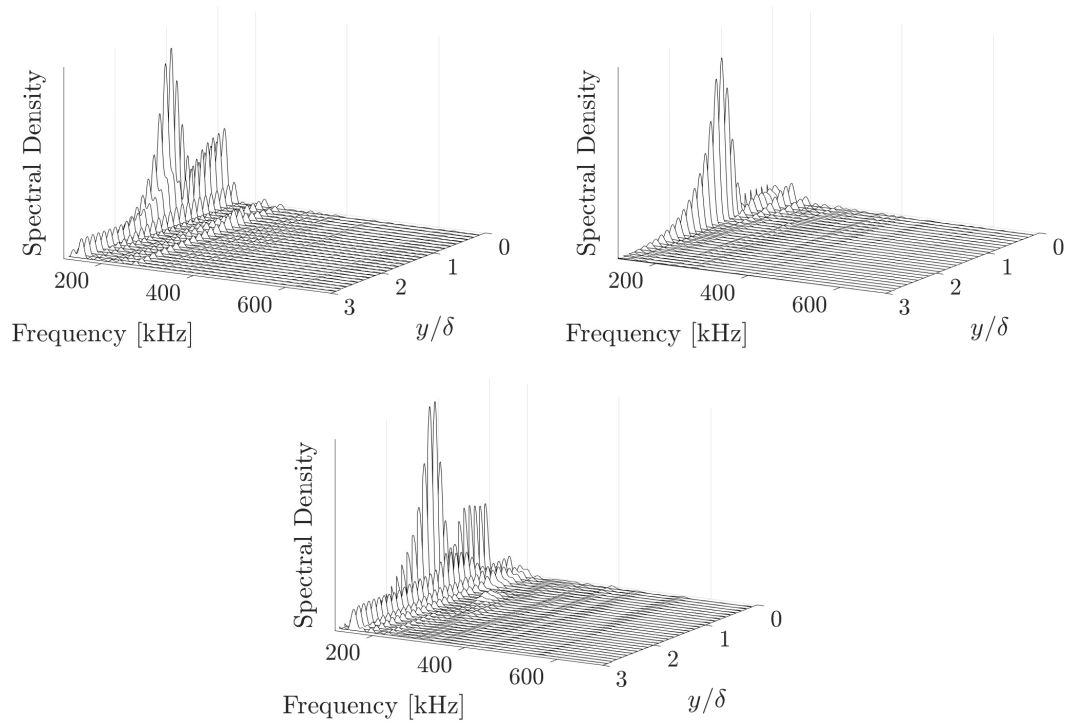 Spectral Density
200
400
600
3
2
1
0
Frequency [kHz]
y/δ
Spectral Density
200
400
600
3
2
1
0
Frequency [kHz]
y/δ
Spectral Density
200
400
600
3
2
1
0
Frequency [kHz]
y/δ